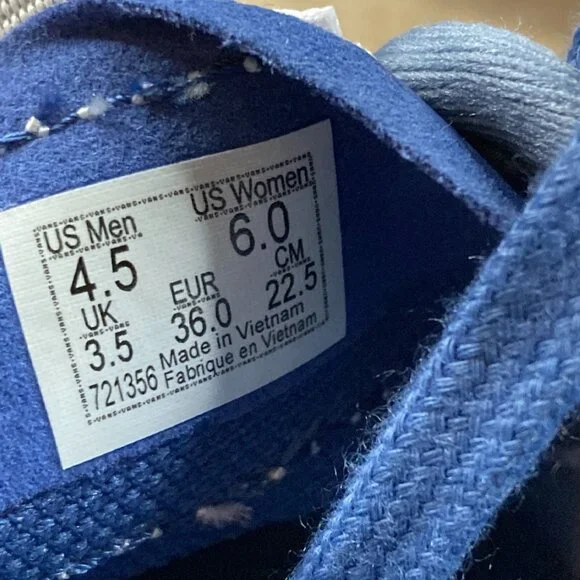 US Men US Women
4.5 6.0
UK EUR CM
3.5 36.0 22.5
Made in Vietnam
721356 Fabrique en Vietnam